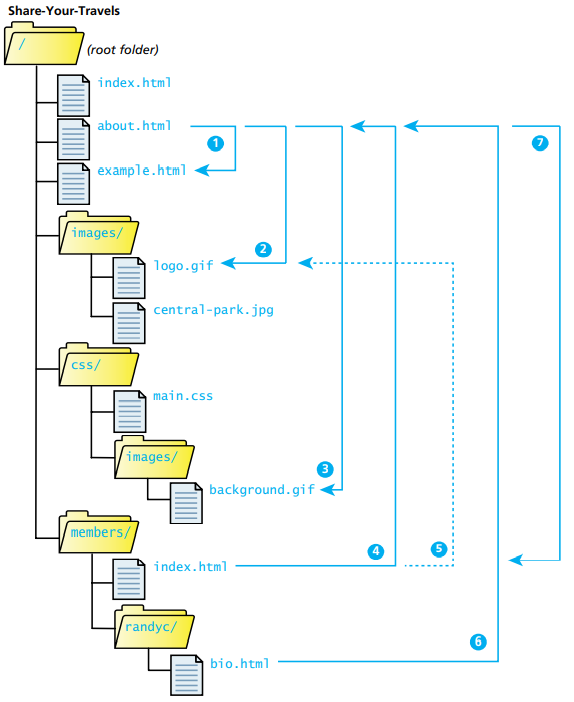 Share-Your-Travels
/
(root folder)
index.html
about.html
1
7
example.html
images/
2
logo.gif
central-park.jpg
css/
main.css
images/
3
background.gif
members/
4
5
index.html
randyc/
6
bio.html